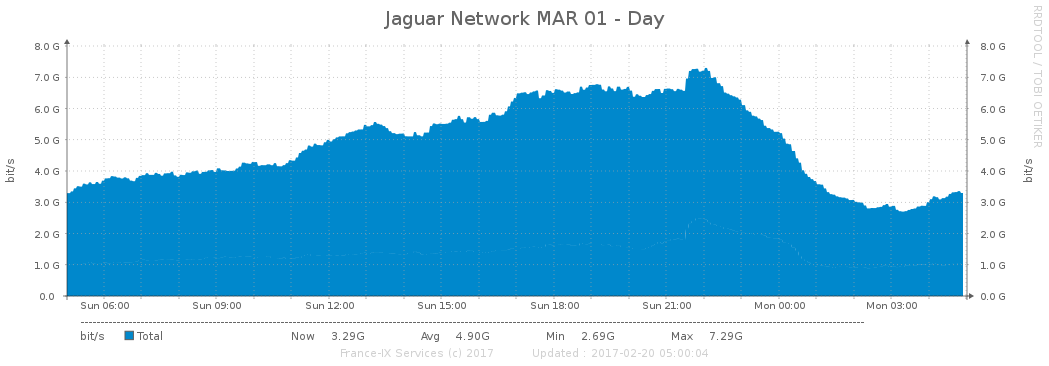 Jaguar Network MAR 01 - Day
RRDTOOL / TOBI OETIKER
8.0 G 8.0 G
7.0 G 7.0 G
6.0 G 6.0 G
5.0 G 5.0 G
4.0 G 4.0 G
3.0 G 3.0 G
2.0 G 2.0 G
1.0 G 1.0 G
0.0 0.0 G
bit/s
bit/s
Sun 06:00 Sun 09:00 Sun 12:00 Sun 15:00 Sun 18:00 Sun 21:00 Mon 00:00 Mon 03:00
bit/s Total Now 3.29G Avg 4.90G Min 2.69G Max 7.29G
France-IX Services (c) 2017 Updated : 2017-02-20 05:00:04